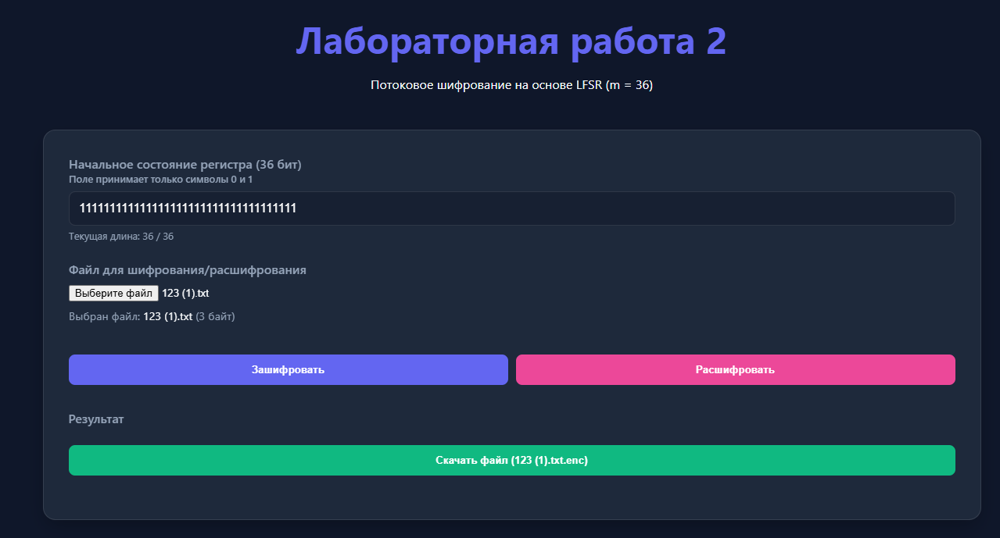 Лабораторная работа 2
Потоковое шифрование на основе LFSR (m = 36)
Начальное состояние регистра (36 бит)
Поле принимает только символы 0 и 1
111111111111111111111111111111111111
Текущая длина: 36 / 36
Файл для шифрования/расшифрования
Выберите файл 123 (1).txt
Выбран файл: 123 (1).txt (3 байт)
Зашифровать Расшифровать
Результат
Скачать файл (123 (1).txt.enc)